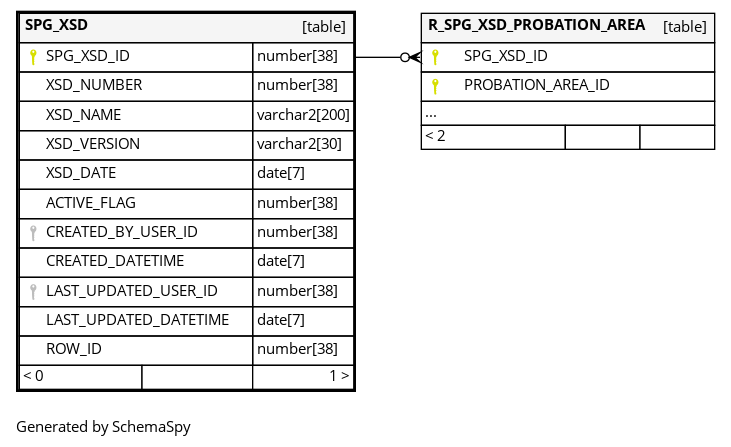 SPG_XSD [table]
SPG_XSD_ID number[38]
XSD_NUMBER number[38]
XSD_NAME varchar2[200]
XSD_VERSION varchar2[30]
XSD_DATE date[7]
ACTIVE_FLAG number[38]
CREATED_BY_USER_ID number[38]
CREATED_DATETIME date[7]
LAST_UPDATED_USER_ID number[38]
LAST_UPDATED_DATETIME date[7]
ROW_ID number[38]
< 0 1 >
R_SPG_XSD_PROBATION_AREA [table]
SPG_XSD_ID
PROBATION_AREA_ID
...
< 2
Generated by SchemaSpy